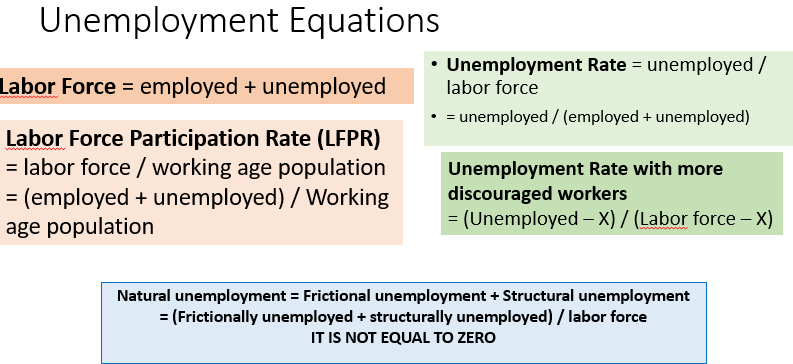 Unemployment Equations
Labor Force = employed + unemployed
Labor Force Participation Rate (LFPR)
= labor force / working age population
= (employed + unemployed) / Working
age population
• Unemployment Rate = unemployed /
labor force
• = unemployed / (employed + unemployed)
Unemployment Rate with more
discouraged workers
= (Unemployed – X) / (Labor force – X)
Natural unemployment = Frictional unemployment + Structural unemployment
= (Frictionally unemployed + structurally unemployed) / labor force
IT IS NOT EQUAL TO ZERO